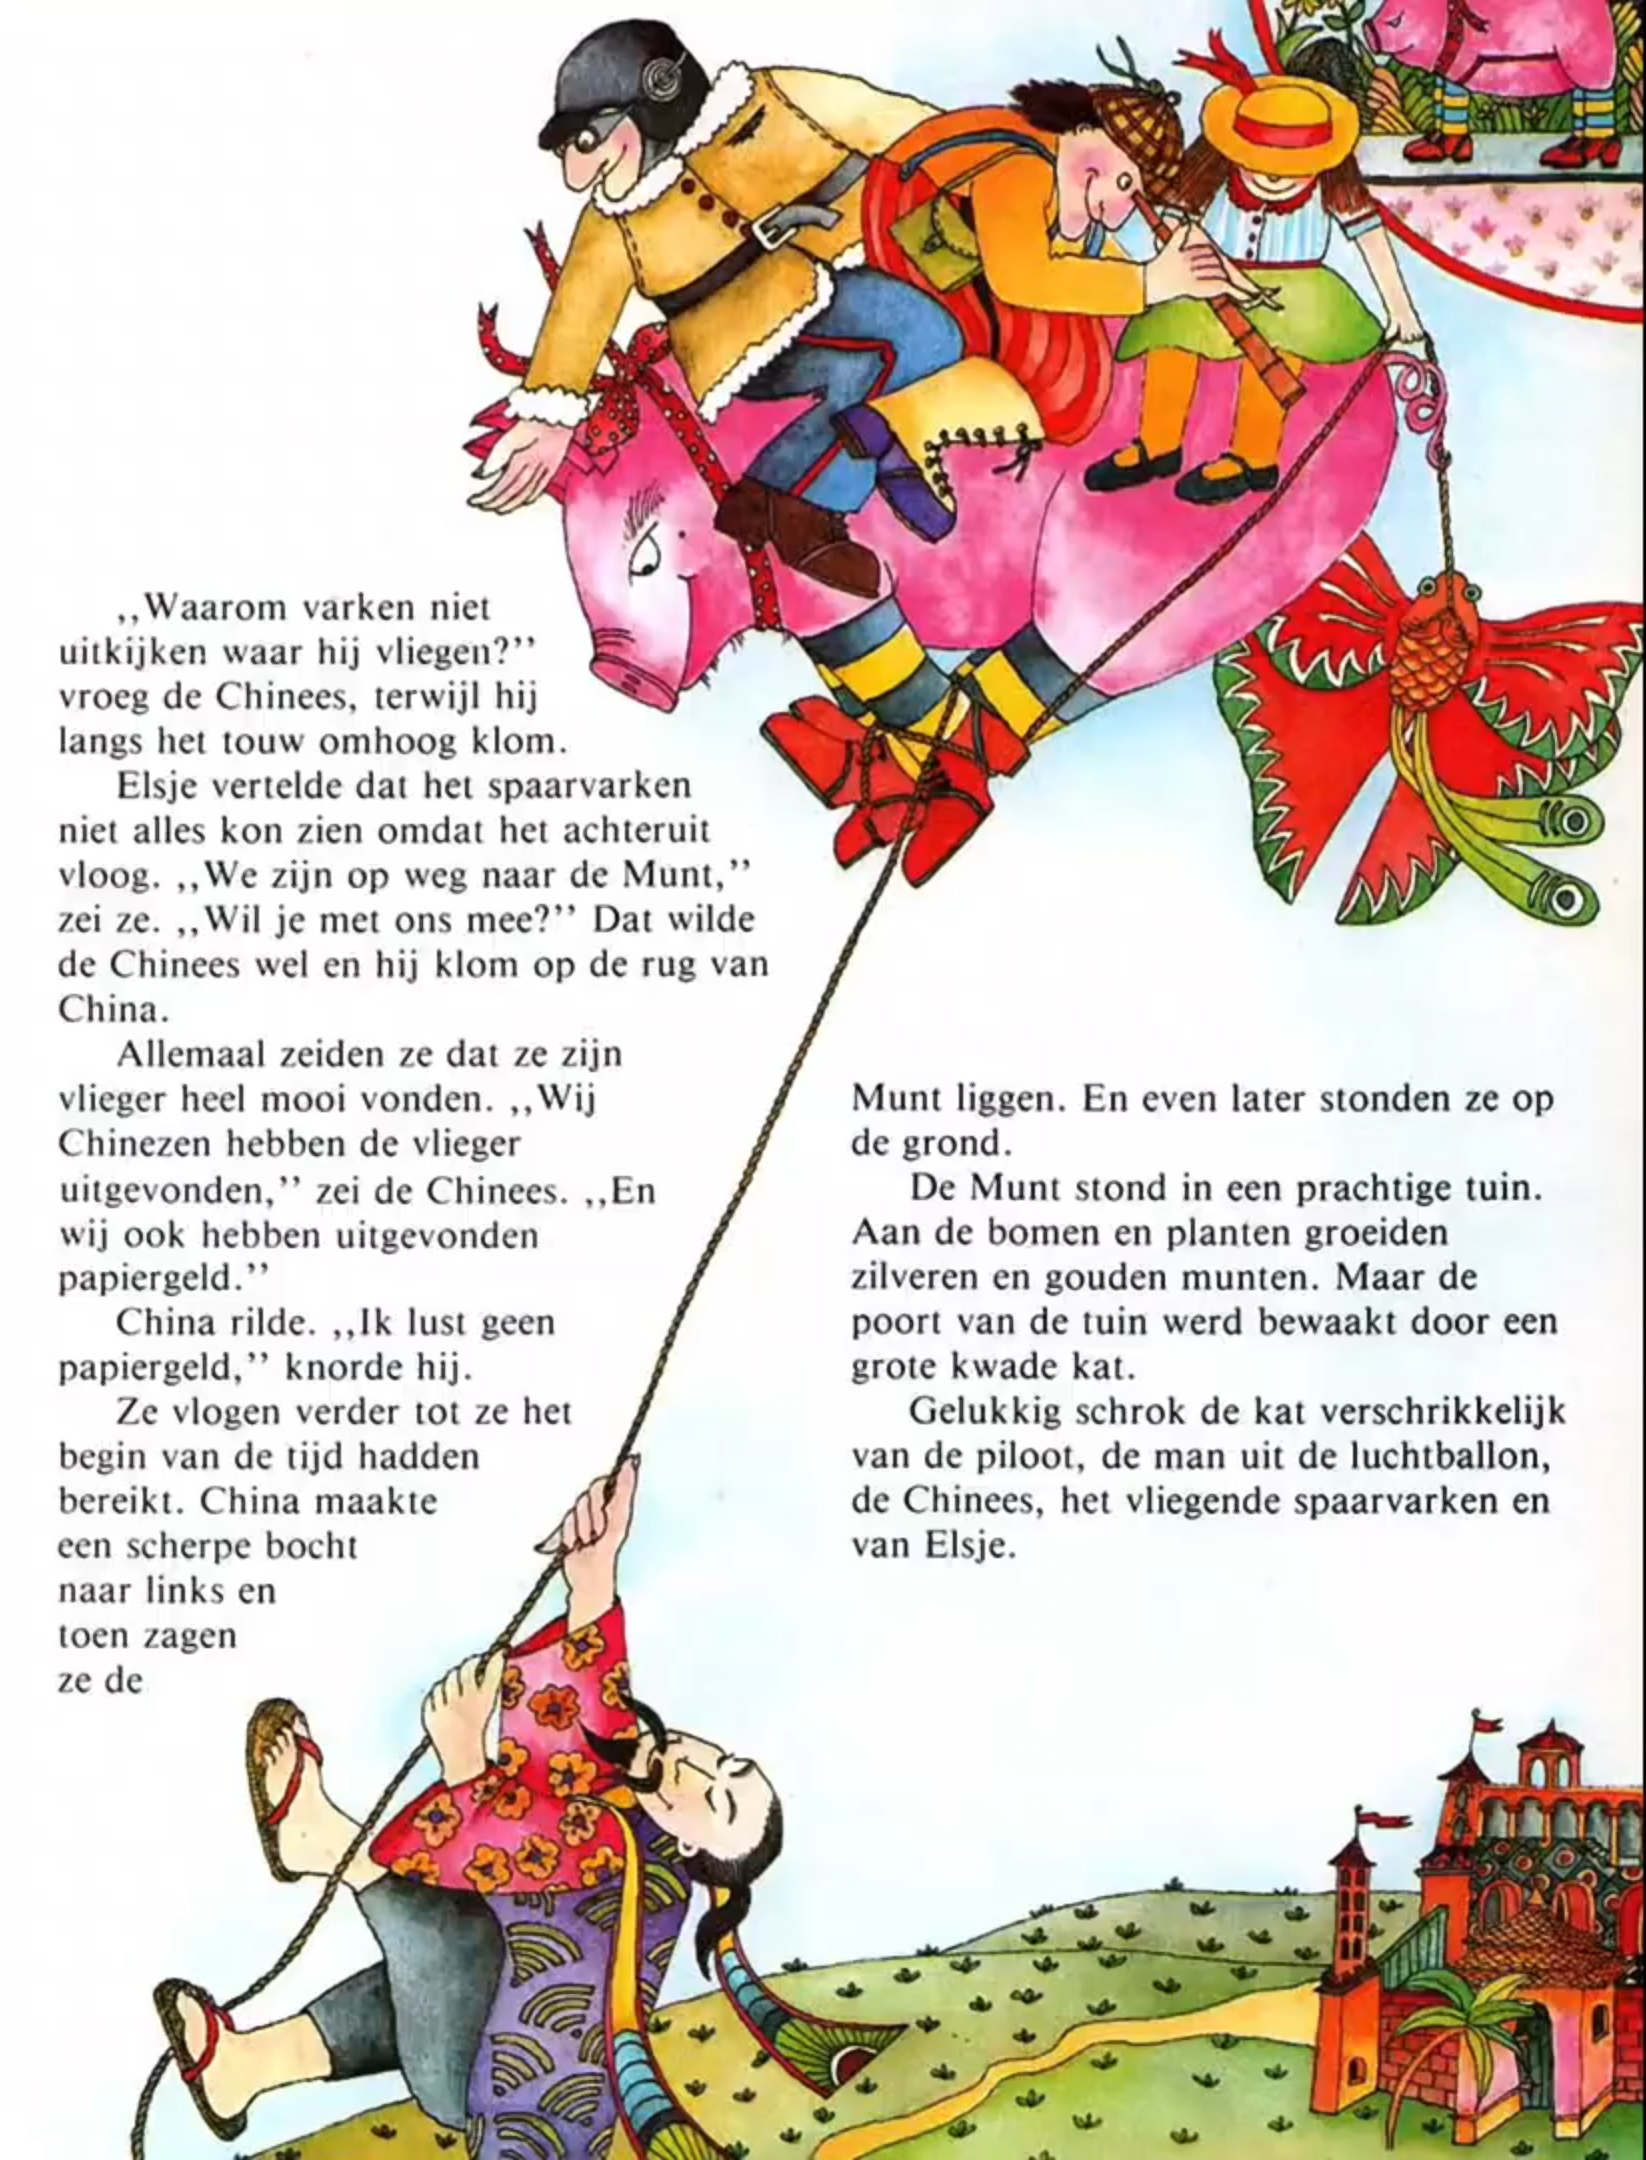 ,,Waarom varken niet
uitkijken waar hij vliegen?’’
vroeg de Chinees, terwijl hij
langs het touw omhoog klom.
Elsje vertelde dat het spaarvarken
niet alles kon zien omdat het achteruit
vloog. ,,We zijn op weg naar de Munt,’’
zei ze. ,,Wil je met ons mee?’’ Dat wilde
de Chinees wel en hij klom op de rug van
China.
Allemaal zeiden ze dat ze zijn
vlieger heel mooi vonden. ,,Wij
Chinezen hebben de vlieger
uitgevonden,’’ zei de Chinees. ,,En
wij ook hebben uitgevonden
papiergeld.’’
China rilde. ,,Ik lust geen
papiergeld,’’ knorde hij.
Ze vlogen verder tot ze het
begin van de tijd hadden
bereikt. China maakte
een scherpe bocht
naar links en
toen zagen
ze de
Munt liggen. En even later stonden ze op
de grond.
De Munt stond in een prachtige tuin.
Aan de bomen en planten groeiden
zilveren en gouden munten. Maar de
poort van de tuin werd bewaakt door een
grote kwade kat.
Gelukkig schrok de kat verschrikkelijk
van de piloot, de man uit de luchtballon,
de Chinees, het vliegende spaarvarken en
van Elsje.